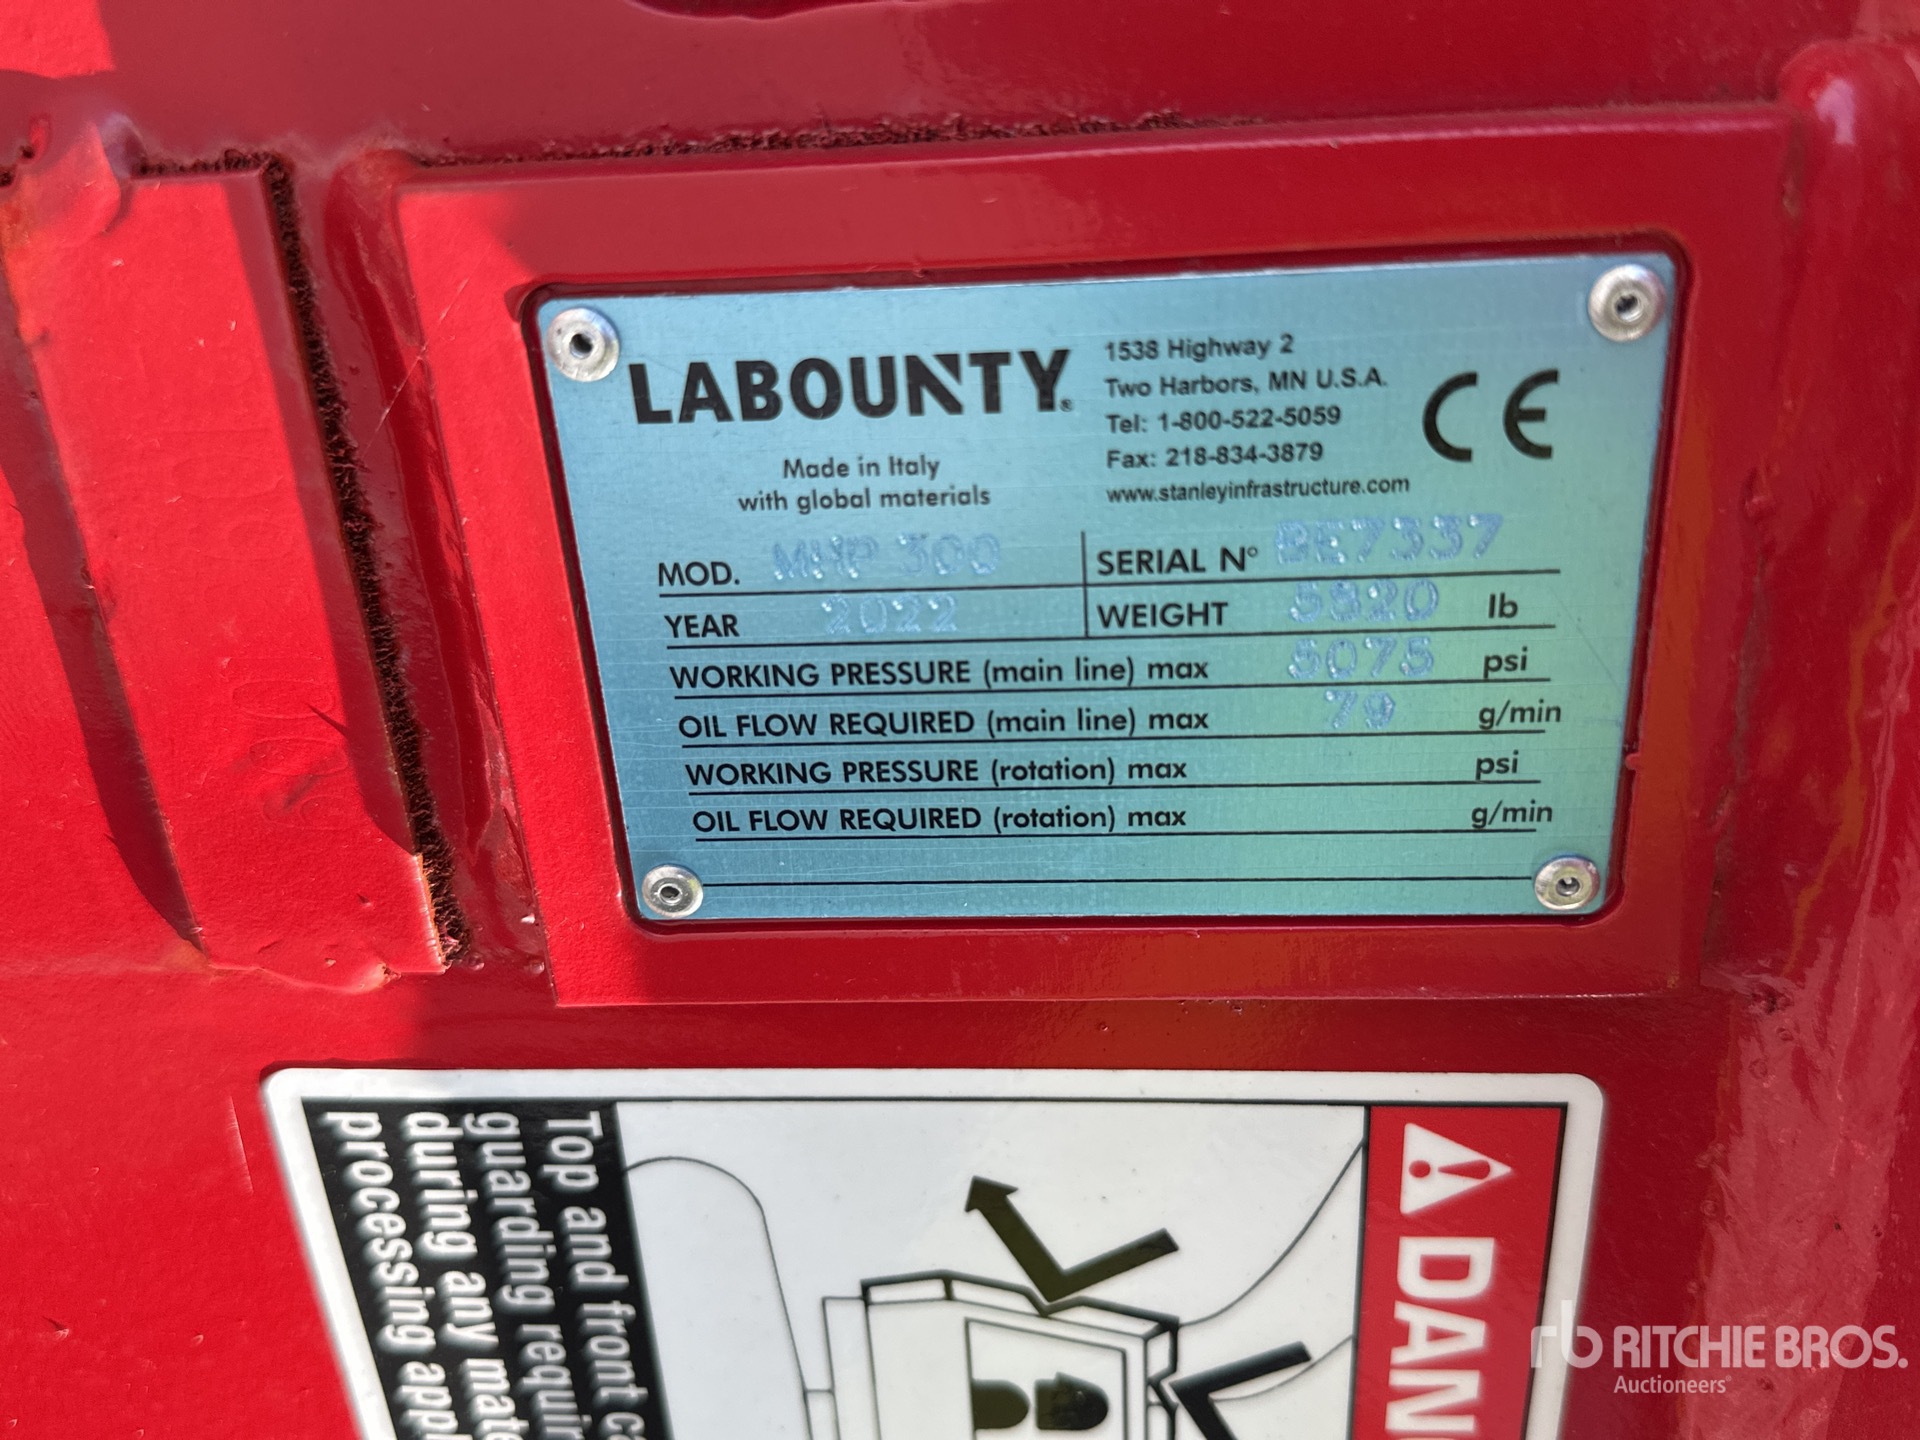 LABOUNTY®
Made in Italy
with global materials
1538 Highway 2
Two Harbors, MN U.S.A.
Tel: 1-800-522-5059
Fax: 218-834-3879
www.stanleyinfrastructure.com
CE
MOD. MHP 300
SERIAL N° BE7337
YEAR 2022
WEIGHT 5820 lb
WORKING PRESSURE (main line) max 5075 psi
OIL FLOW REQUIRED (main line) max 79 g/min
WORKING PRESSURE (rotation) max psi
OIL FLOW REQUIRED (rotation) max g/min
Top and front
guarding
during any
processing
rb RITCHIE BROS.
Auctioneers